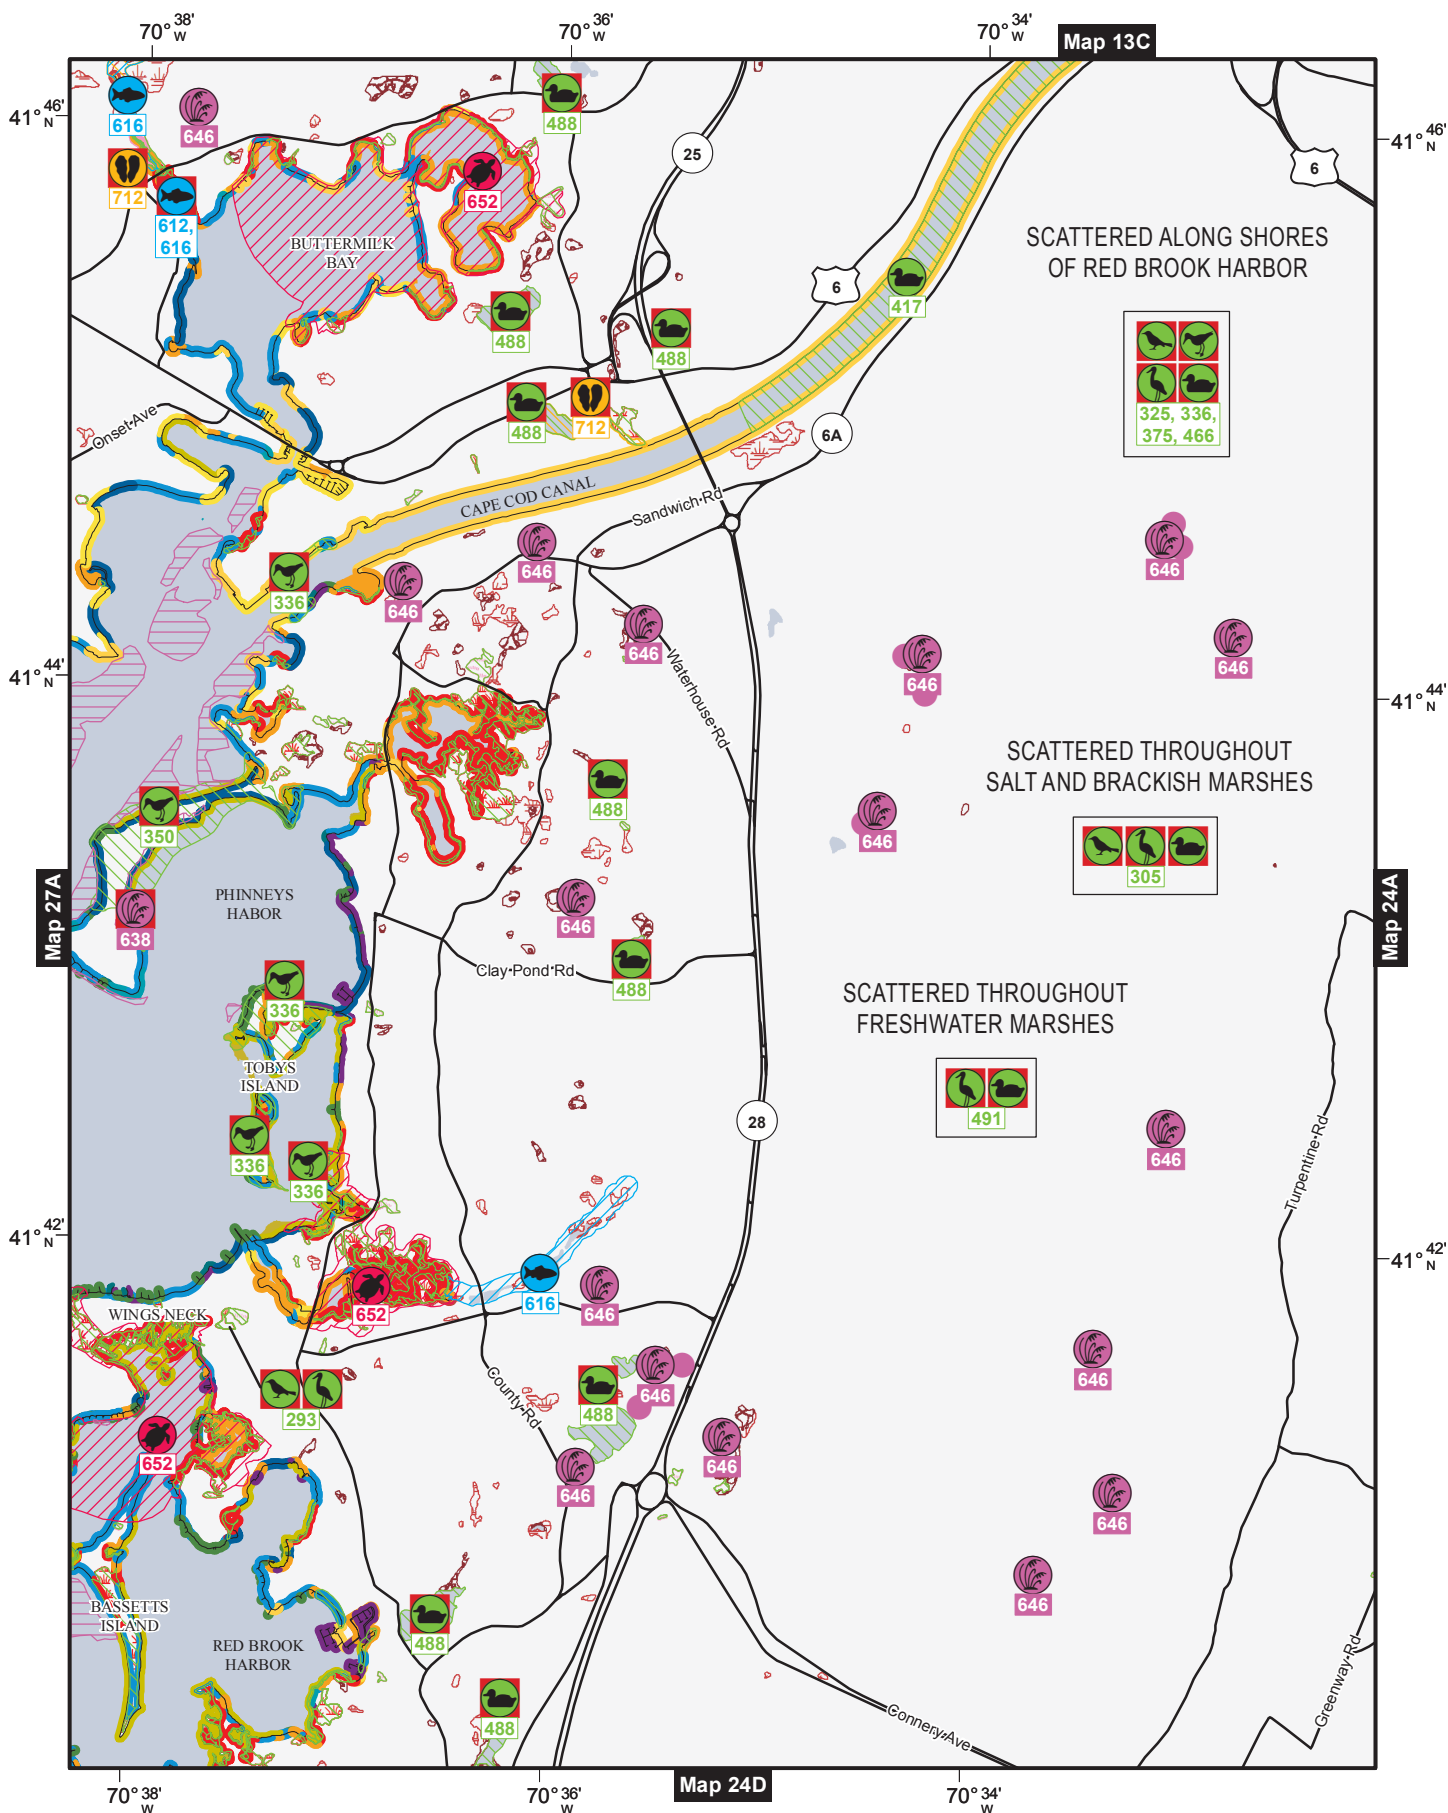 70° 38' W
70° 36' W
70° 34' W
Map 13C
41° 46' N
41° 46' N
616
646
488
25
6
712
652
612,
616
BUTTERMILK
BAY
SCATTERED ALONG SHORES
OF RED BROOK HARBOR
6
417
488
488
325, 336,
375, 466
488
712
6A
Onset Ave
CAPE COD CANAL
Sandwich Rd
646
646
336
646
646
646
646
41° 44' N
41° 44' N
Waterhouse Rd
SCATTERED THROUGHOUT
SALT AND BRACKISH MARSHES
488
350
646
305
PHINNEYS
HABOR
Map 27A
Map 24A
638
646
Clay Pond Rd
488
SCATTERED THROUGHOUT
FRESHWATER MARSHES
336
TOBYS
ISLAND
491
28
336
336
646
Turpentine Rd
41° 42' N
41° 42' N
652
616
646
WINGS NECK
646
646
County Rd
293
488
652
646
646
646
646
BASSETTS
ISLAND
RED BROOK
HARBOR
488
488
Connery Ave
Greenway Rd
70° 38' W
70° 36' W
Map 24D
70° 34' W